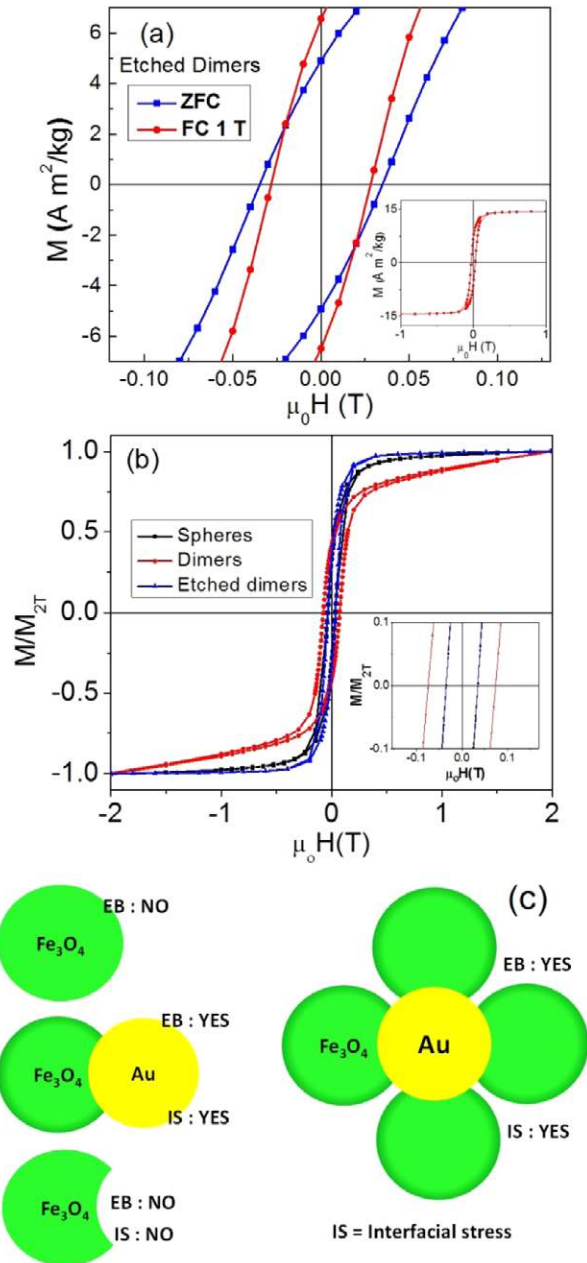 (a)
Etched Dimers
ZFC
FC 1 T
M (A m²/kg)
6
4
2
0
-2
-4
-6
-0.10
-0.05
0.00
0.05
0.10
μ₀H (T)
M (A m²/kg)
15
0
-15
-1
0
1
μ₀H (T)
(b)
Spheres
Dimers
Etched dimers
M/M₂T
1.0
0.5
0.0
-0.5
-1.0
-2
-1
0
1
2
μₒH(T)
M/M₂T
0.1
0.0
-0.1
-0.1
0.0
0.1
μ₀H(T)
(c)
EB : NO
Fe₃O₄
EB : YES
Fe₃O₄
Au
IS : YES
Fe₃O₄
EB : NO
IS : NO
EB : YES
Fe₃O₄
Au
IS : YES
IS = Interfacial stress